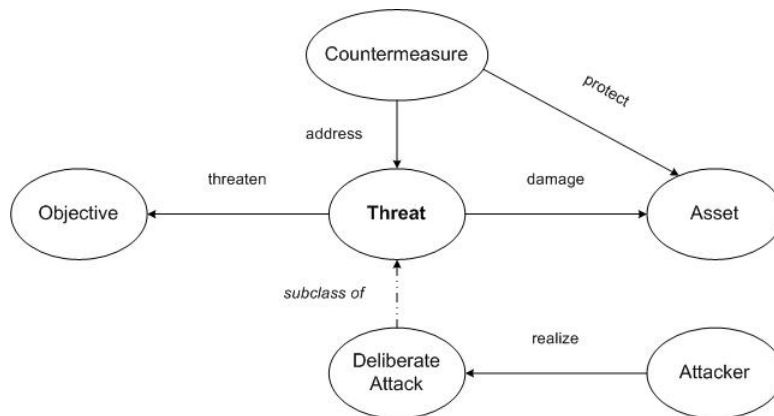 Countermeasure
protect
address
threaten
damage
Objective
Threat
Asset
subclass of
realize
Deliberate
Attack
Attacker